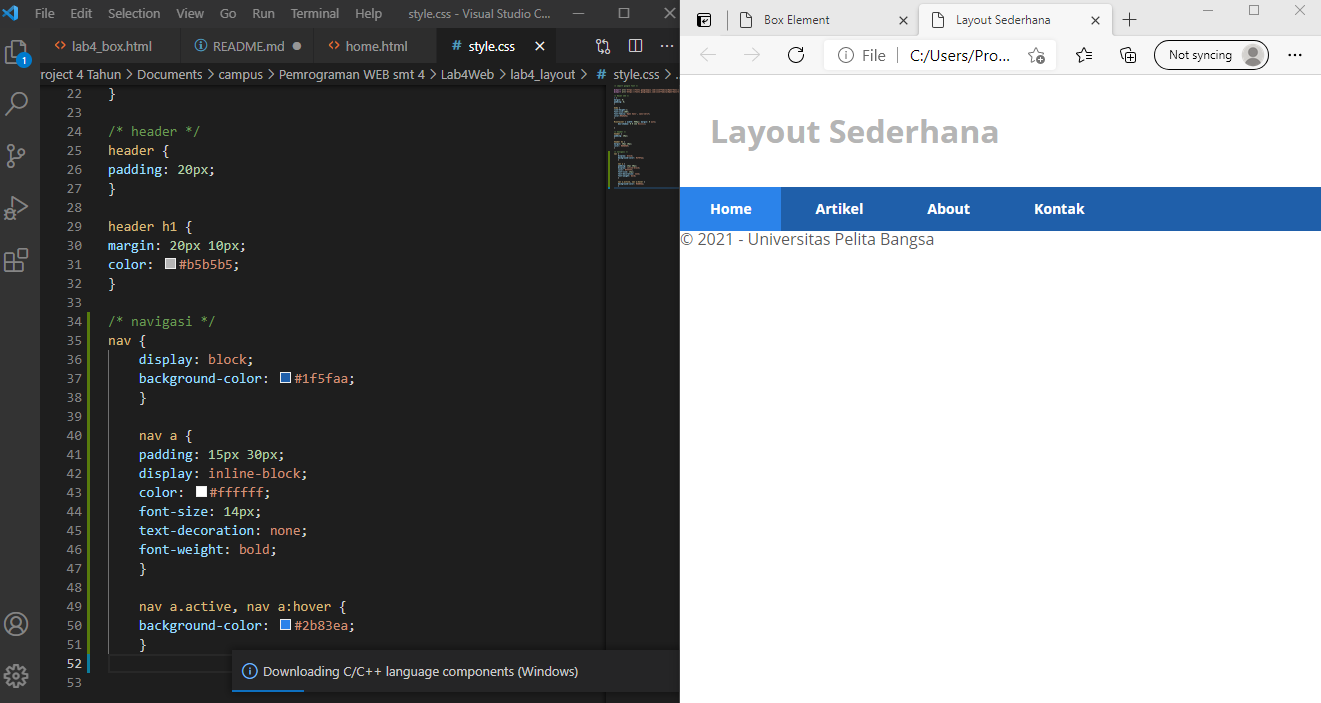 File Edit Selection View Go Run Terminal Help style.css - Visual Studio C...
lab4_box.html README.md home.html # style.css
roject 4 Tahun > Documents > campus > Pemrograman WEB smt 4 > Lab4Web > lab4_layout > # style.css > ...
1
22 }
23
24 /* header */
25 header {
26 padding: 20px;
27 }
28
29 header h1 {
30 margin: 20px 10px;
31 color: #b5b5b5;
32 }
33
34 /* navigasi */
35 nav {
36 display: block;
37 background-color: #1f5faa;
38 }
39
40 nav a {
41 padding: 15px 30px;
42 display: inline-block;
43 color: #ffffff;
44 font-size: 14px;
45 text-decoration: none;
46 font-weight: bold;
47 }
48
49 nav a.active, nav a:hover {
50 background-color: #2b83ea;
51 }
52
53
Downloading C/C++ language components (Windows)
Box Element Layout Sederhana
File C:/Users/Pro... Not syncing
Layout Sederhana
Home Artikel About Kontak
© 2021 - Universitas Pelita Bangsa